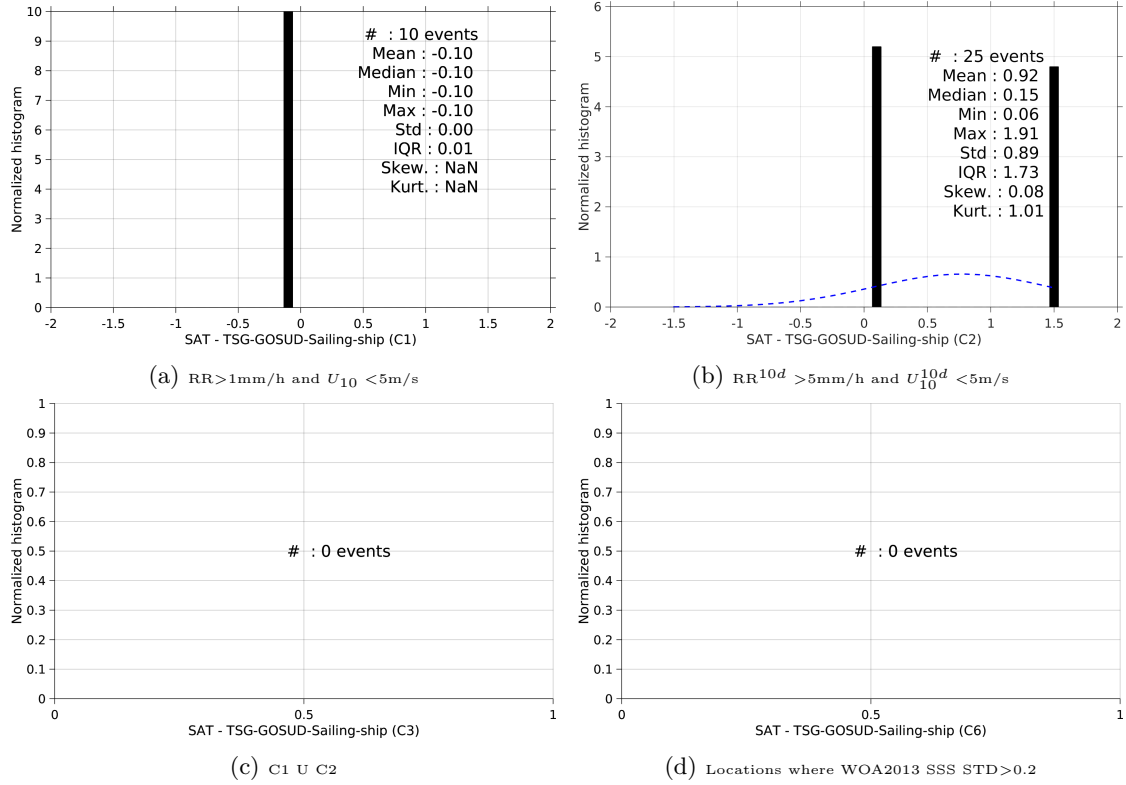 10
9
8
7
6
5
4
3
2
1
0
Normalized histogram
# : 10 events
Mean : -0.10
Median : -0.10
Min : -0.10
Max : -0.10
Std : 0.00
IQR : 0.01
Skew. : NaN
Kurt. : NaN
-2 -1.5 -1 -0.5 0 0.5 1 1.5 2
SAT - TSG-GOSUD-Sailing-ship (C1)
(a) RR>1mm/h and U10 <5m/s
6
5
4
3
2
1
0
Normalized histogram
# : 25 events
Mean : 0.92
Median : 0.15
Min : 0.06
Max : 1.91
Std : 0.89
IQR : 1.73
Skew. : 0.08
Kurt. : 1.01
-2 -1.5 -1 -0.5 0 0.5 1 1.5 2
SAT - TSG-GOSUD-Sailing-ship (C2)
(b) RR^10d >5mm/h and U10^10d <5m/s
1
0.9
0.8
0.7
0.6
0.5
0.4
0.3
0.2
0.1
0
Normalized histogram
# : 0 events
0 0.5 1
SAT - TSG-GOSUD-Sailing-ship (C3)
(c) C1 U C2
1
0.9
0.8
0.7
0.6
0.5
0.4
0.3
0.2
0.1
0
Normalized histogram
# : 0 events
0 0.5 1
SAT - TSG-GOSUD-Sailing-ship (C6)
(d) Locations where WOA2013 SSS STD>0.2